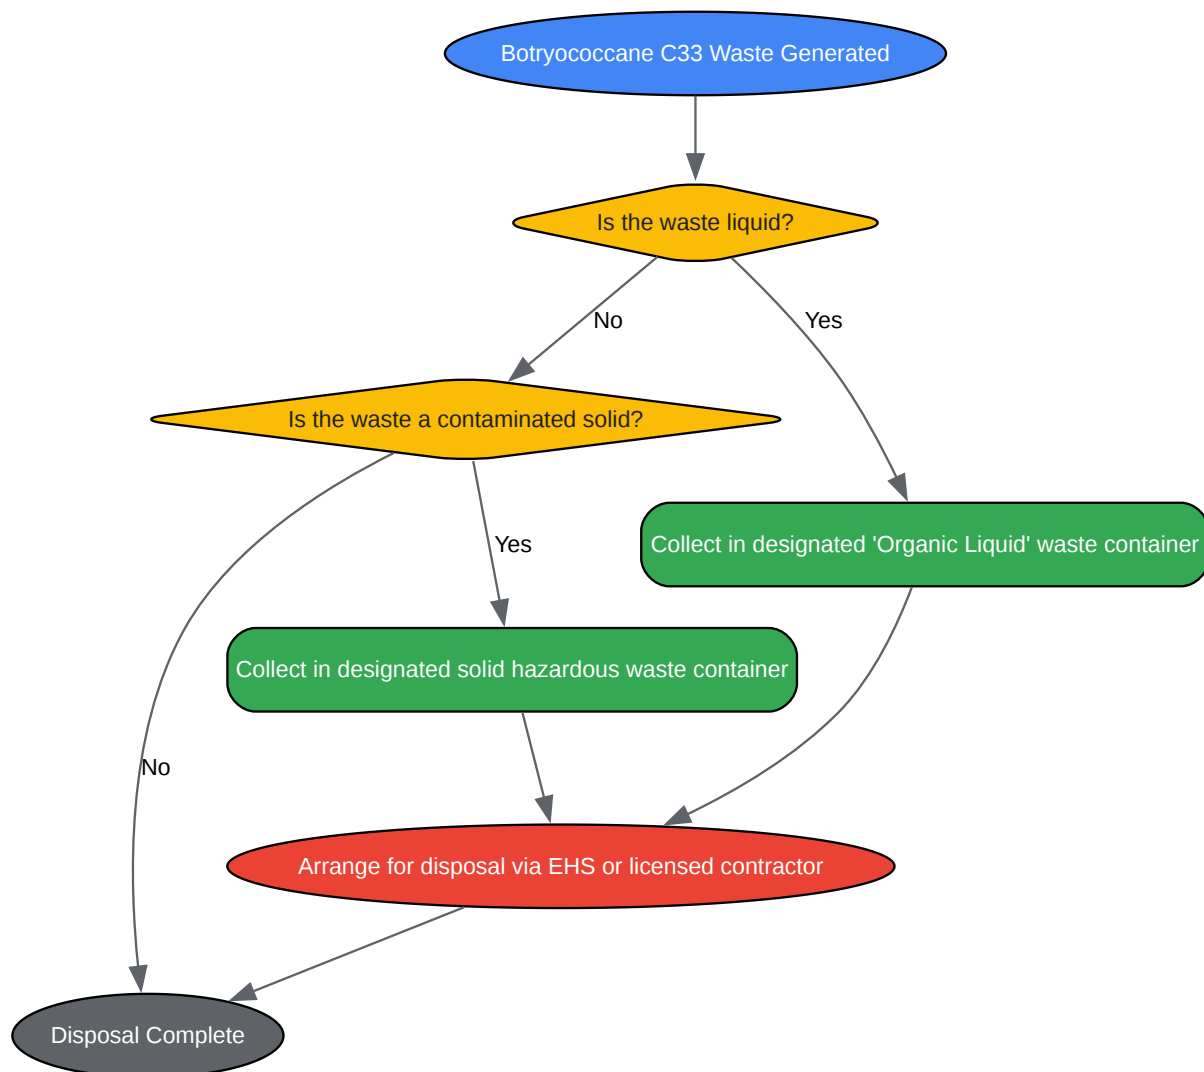 Botryococcane C33 Waste Generated
Is the waste liquid?
No
Yes
Is the waste a contaminated solid?
Yes
Collect in designated 'Organic Liquid' waste container
Collect in designated solid hazardous waste container
No
Arrange for disposal via EHS or licensed contractor
Disposal Complete